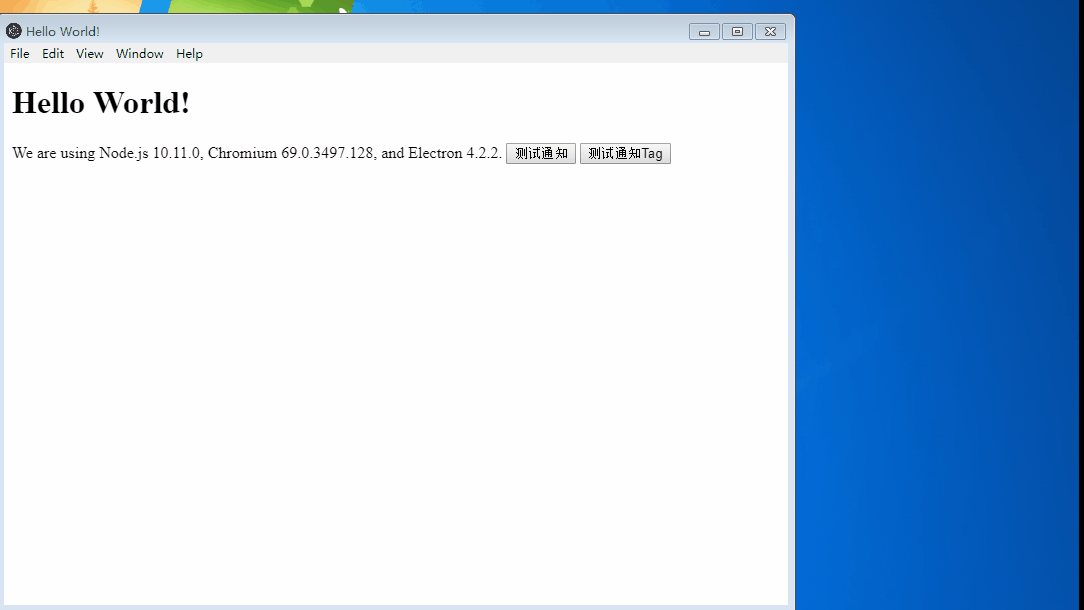 Hello World!
File Edit View Window Help
Hello World!
We are using Node.js 10.11.0, Chromium 69.0.3497.128, and Electron 4.2.2. 测试通知 测试通知Tag